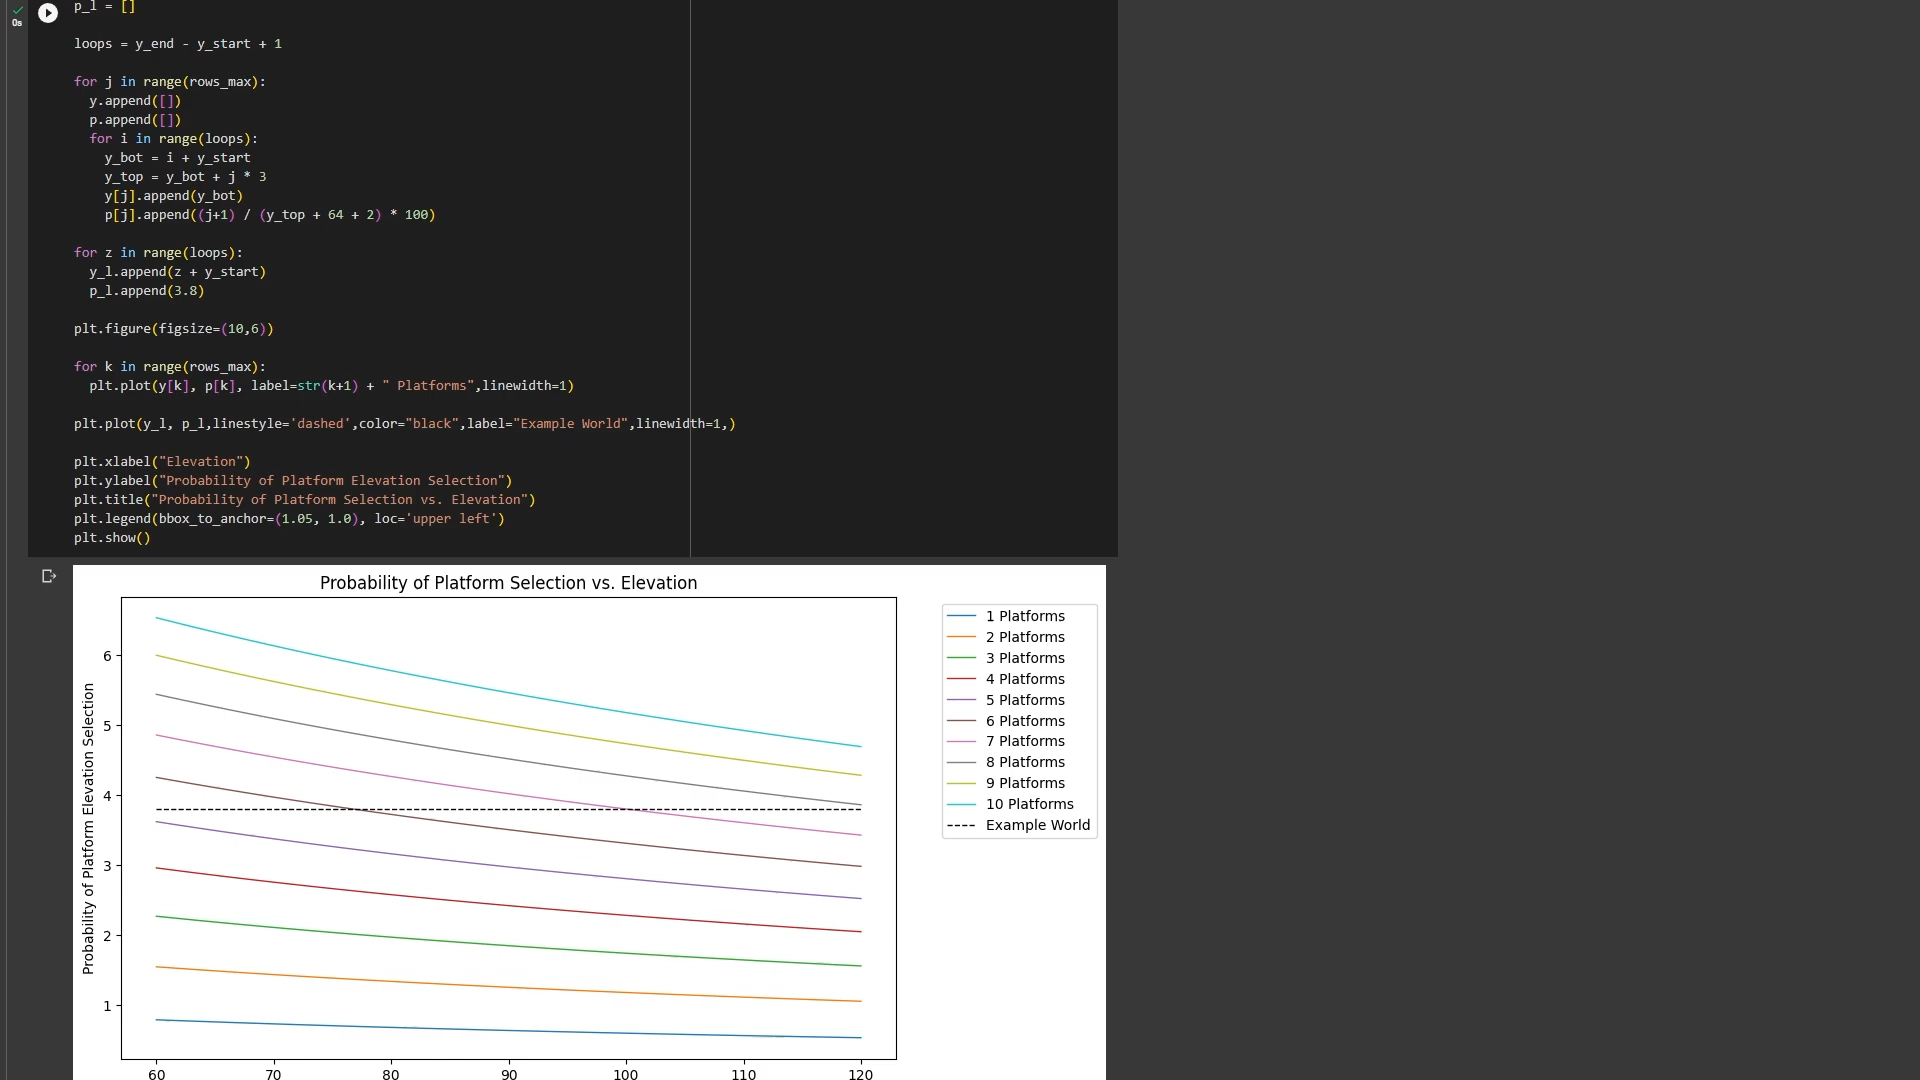 p_l = []
0s
loops = y_end - y_start + 1
for j in range(rows_max):
y.append([])
p.append([])
for i in range(loops):
y_bot = i + y_start
y_top = y_bot + j * 3
y[j].append(y_bot)
p[j].append((j+1) / (y_top + 64 + 2) * 100)
for z in range(loops):
y_l.append(z + y_start)
p_l.append(3.8)
plt.figure(figsize=(10,6))
for k in range(rows_max):
plt.plot(y[k], p[k], label=str(k+1) + " Platforms",linewidth=1)
plt.plot(y_l, p_l,linestyle='dashed',color="black",label="Example World",linewidth=1,)
plt.xlabel("Elevation")
plt.ylabel("Probability of Platform Elevation Selection")
plt.title("Probability of Platform Selection vs. Elevation")
plt.legend(bbox_to_anchor=(1.05, 1.0), loc='upper left')
plt.show()
Probability of Platform Selection vs. Elevation
Probability of Platform Elevation Selection
6
5
4
3
2
1
60 70 80 90 100 110 120
1 Platforms
2 Platforms
3 Platforms
4 Platforms
5 Platforms
6 Platforms
7 Platforms
8 Platforms
9 Platforms
10 Platforms
Example World